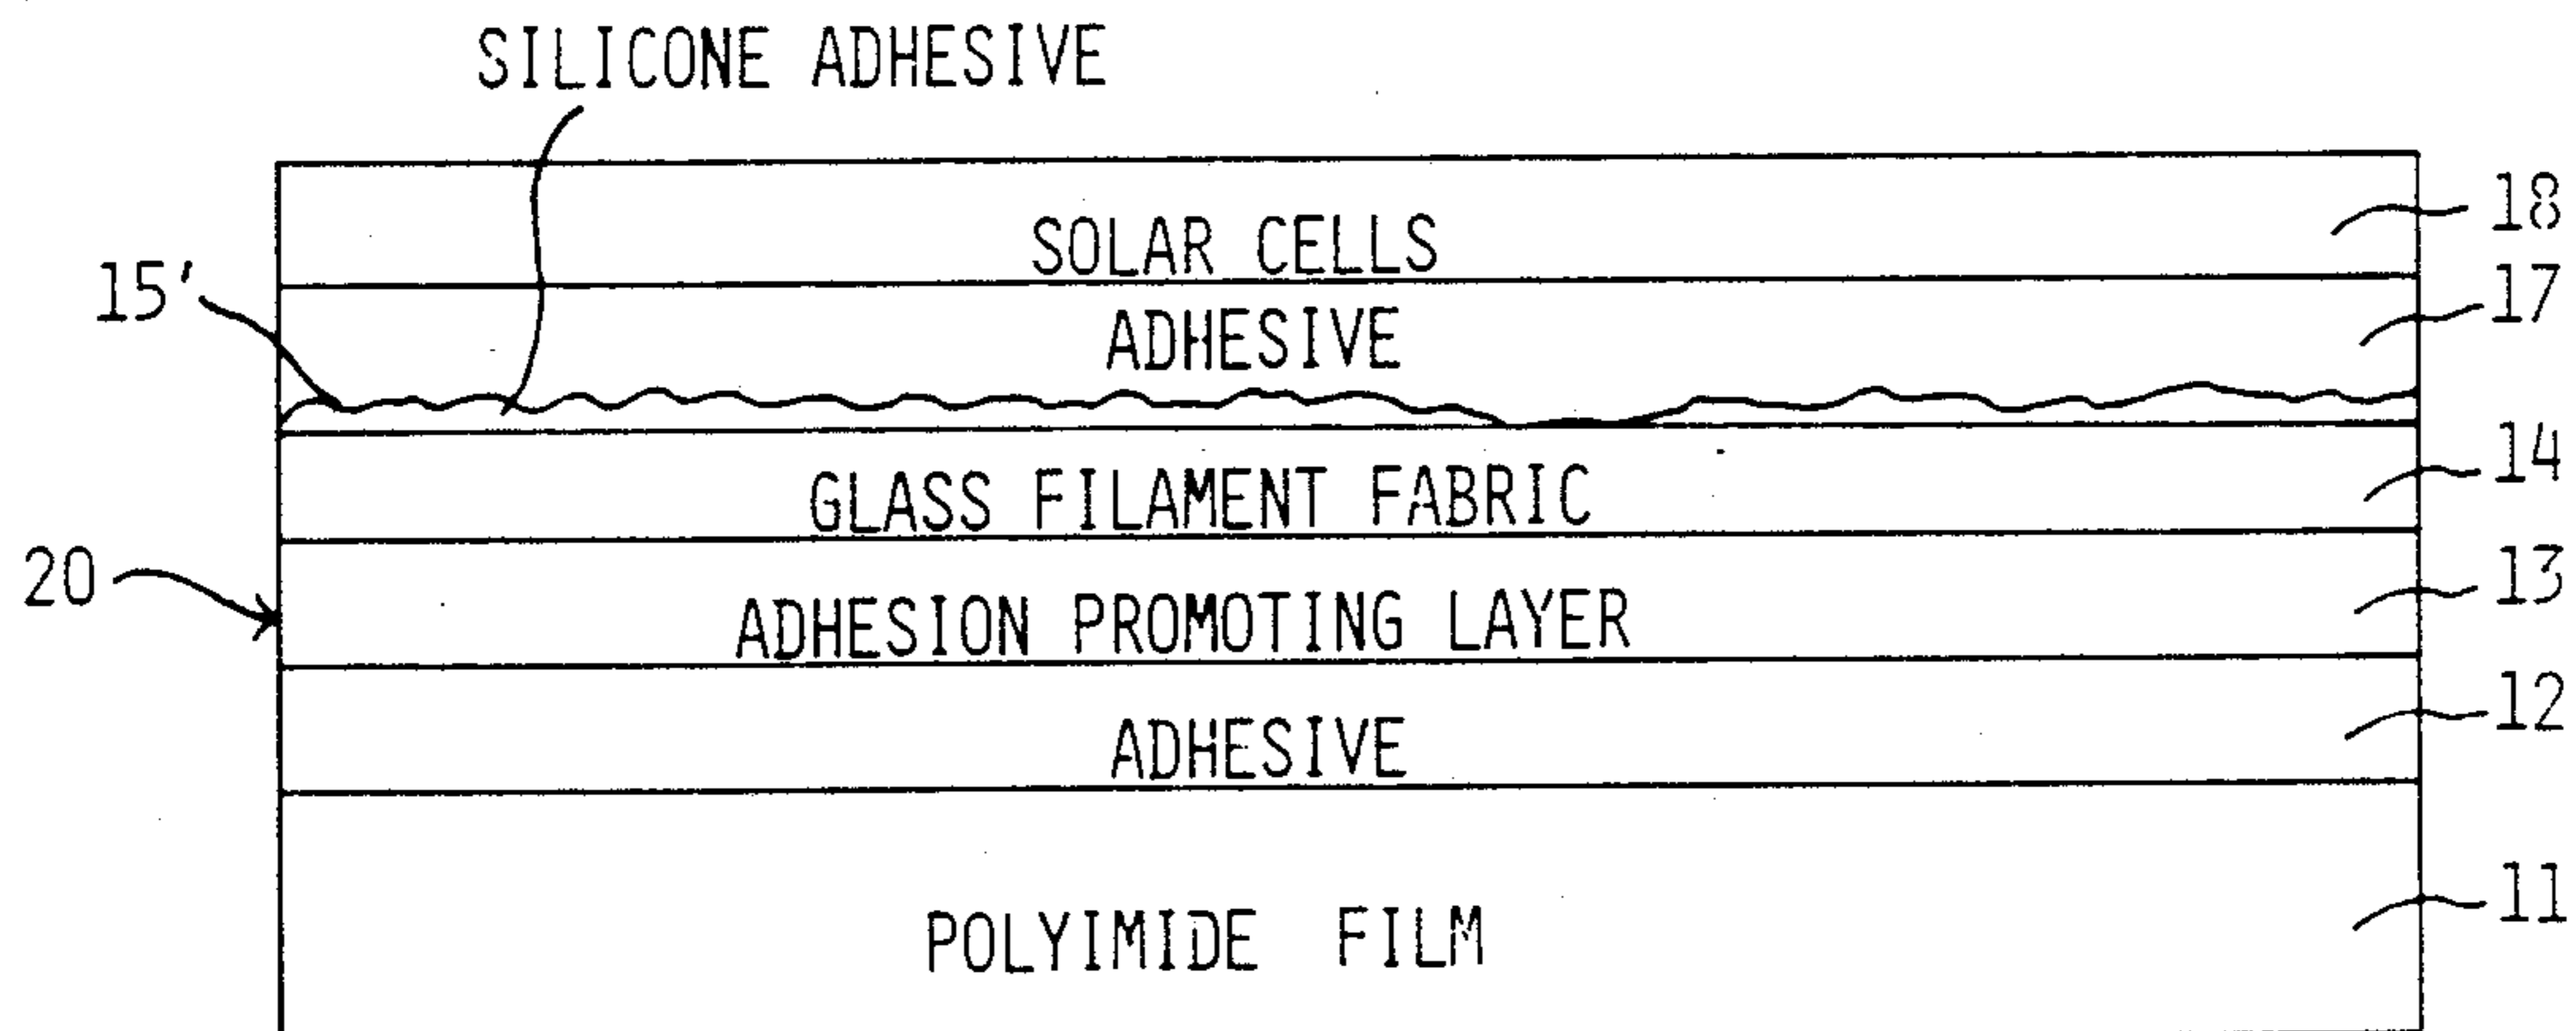 SILICONE ADHESIVE
SOLAR CELLS
18
15'
ADHESIVE
17
GLASS FILAMENT FABRIC
14
20
ADHESION PROMOTING LAYER
13
ADHESIVE
12
POLYIMIDE FILM
11